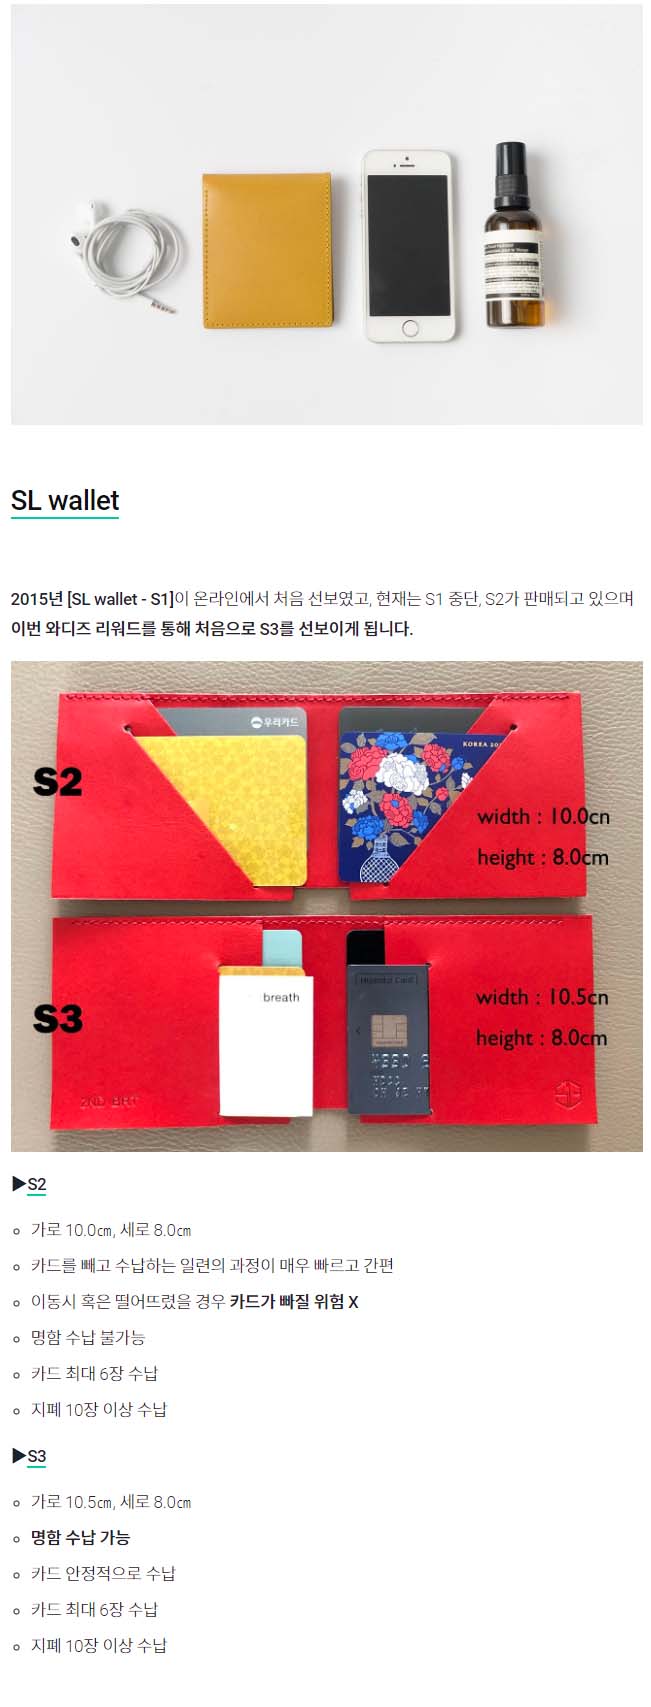 SL wallet
2015년 [SL wallet - S1]이 온라인에서 처음 선보였고, 현재는 S1 중단, S2가 판매되고 있으며
이번 와디즈 리워드를 통해 처음으로 S3를 선보이게 됩니다.
우리카드
KOREA
S2
width : 10.0cm
height : 8.0cm
breath
S3
width : 10.5cm
height : 8.0cm
2ND BRT
▶S2
가로 10.0㎝, 세로 8.0㎝
카드를 빼고 수납하는 일련의 과정이 매우 빠르고 간편
이동시 혹은 떨어뜨렸을 경우 카드가 빠질 위험 X
명함 수납 불가능
카드 최대 6장 수납
지폐 10장 이상 수납
▶S3
가로 10.5㎝, 세로 8.0㎝
명함 수납 가능
카드 안정적으로 수납
카드 최대 6장 수납
지폐 10장 이상 수납